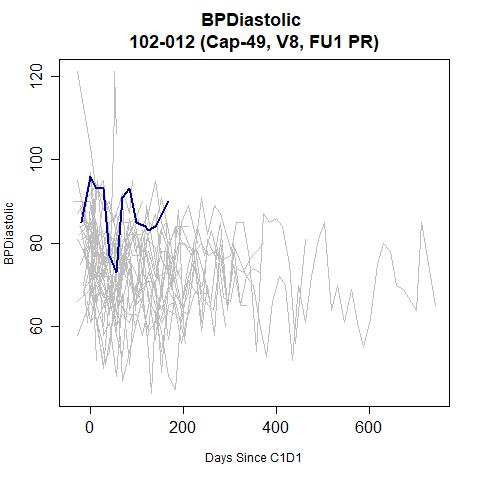 BPDiastolic
102-012 (Cap-49, V8, FU1 PR)
BPDiastolic
120
100
80
60
0 200 400 600
Days Since C1D1